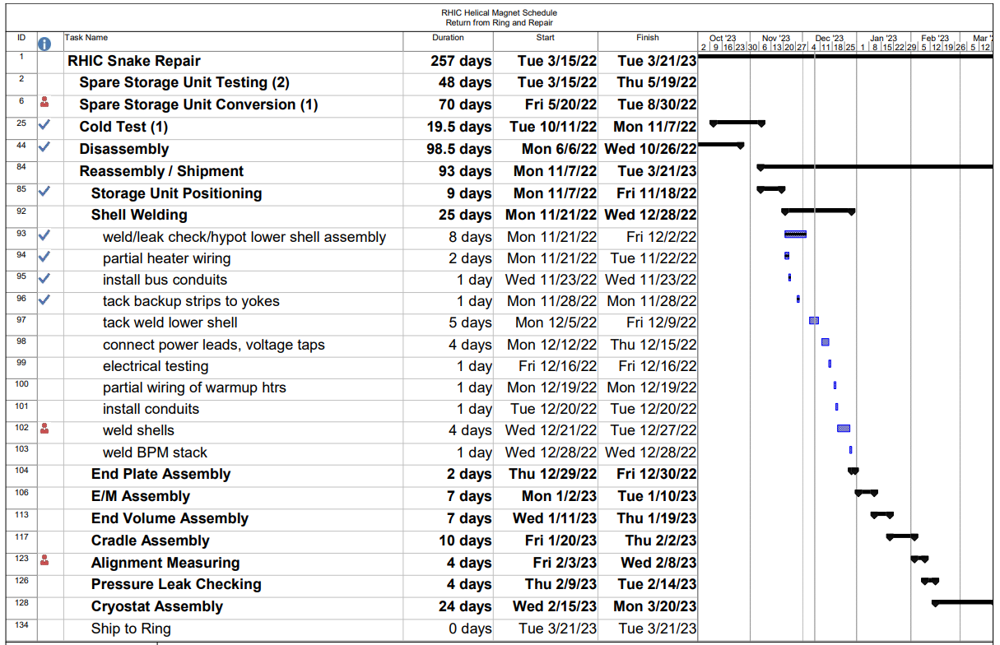 RHIC Helical Magnet Schedule
Return from Ring and Repair
ID Task Name Duration Start Finish
Oct '23 Nov '23 Dec '23 Jan '23 Feb '23 Mar '
2 9 16 23 30 6 13 20 27 4 11 18 25 1 8 15 22 29 5 12 19 26 5 12
1 RHIC Snake Repair 257 days Tue 3/15/22 Tue 3/21/23
2 Spare Storage Unit Testing (2) 48 days Tue 3/15/22 Thu 5/19/22
6 Spare Storage Unit Conversion (1) 70 days Fri 5/20/22 Tue 8/30/22
25 Cold Test (1) 19.5 days Tue 10/11/22 Mon 11/7/22
44 Disassembly 98.5 days Mon 6/6/22 Wed 10/26/22
84 Reassembly / Shipment 93 days Mon 11/7/22 Tue 3/21/23
85 Storage Unit Positioning 9 days Mon 11/7/22 Fri 11/18/22
92 Shell Welding 25 days Mon 11/21/22 Wed 12/28/22
93 weld/leak check/hypot lower shell assembly 8 days Mon 11/21/22 Fri 12/2/22
94 partial heater wiring 2 days Mon 11/21/22 Tue 11/22/22
95 install bus conduits 1 day Wed 11/23/22 Wed 11/23/22
96 tack backup strips to yokes 1 day Mon 11/28/22 Mon 11/28/22
97 tack weld lower shell 5 days Mon 12/5/22 Fri 12/9/22
98 connect power leads, voltage taps 4 days Mon 12/12/22 Thu 12/15/22
99 electrical testing 1 day Fri 12/16/22 Fri 12/16/22
100 partial wiring of warmup htrs 1 day Mon 12/19/22 Mon 12/19/22
101 install conduits 1 day Tue 12/20/22 Tue 12/20/22
102 weld shells 4 days Wed 12/21/22 Tue 12/27/22
103 weld BPM stack 1 day Wed 12/28/22 Wed 12/28/22
104 End Plate Assembly 2 days Thu 12/29/22 Fri 12/30/22
106 E/M Assembly 7 days Mon 1/2/23 Tue 1/10/23
113 End Volume Assembly 7 days Wed 1/11/23 Thu 1/19/23
117 Cradle Assembly 10 days Fri 1/20/23 Thu 2/2/23
123 Alignment Measuring 4 days Fri 2/3/23 Wed 2/8/23
126 Pressure Leak Checking 4 days Thu 2/9/23 Tue 2/14/23
128 Cryostat Assembly 24 days Wed 2/15/23 Mon 3/20/23
134 Ship to Ring 0 days Tue 3/21/23 Tue 3/21/23